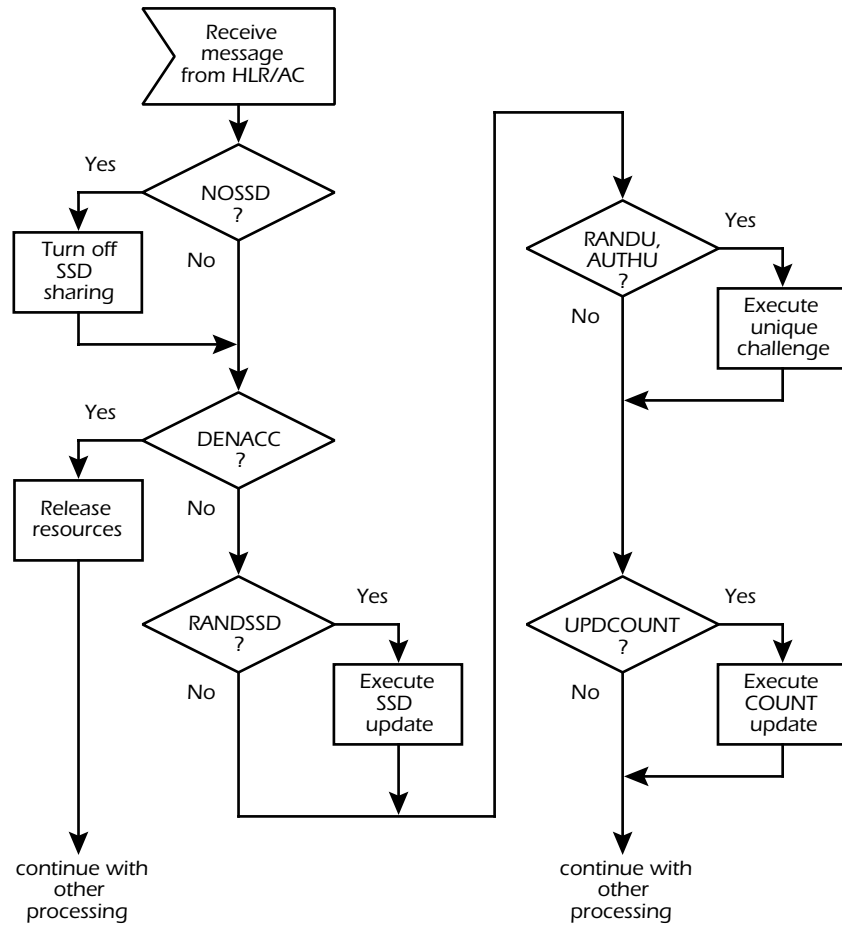 Receive
message
from HLR/AC
Yes
NOSSD
?
Turn off
SSD
sharing
No
Yes
DENACC
?
Release
resources
No
RANDSSD
?
Yes
No
Execute
SSD
update
continue with
other
processing
RANDU,
AUTHU
?
Yes
No
Execute
unique
challenge
UPDCOUNT
?
Yes
No
Execute
COUNT
update
continue with
other
processing